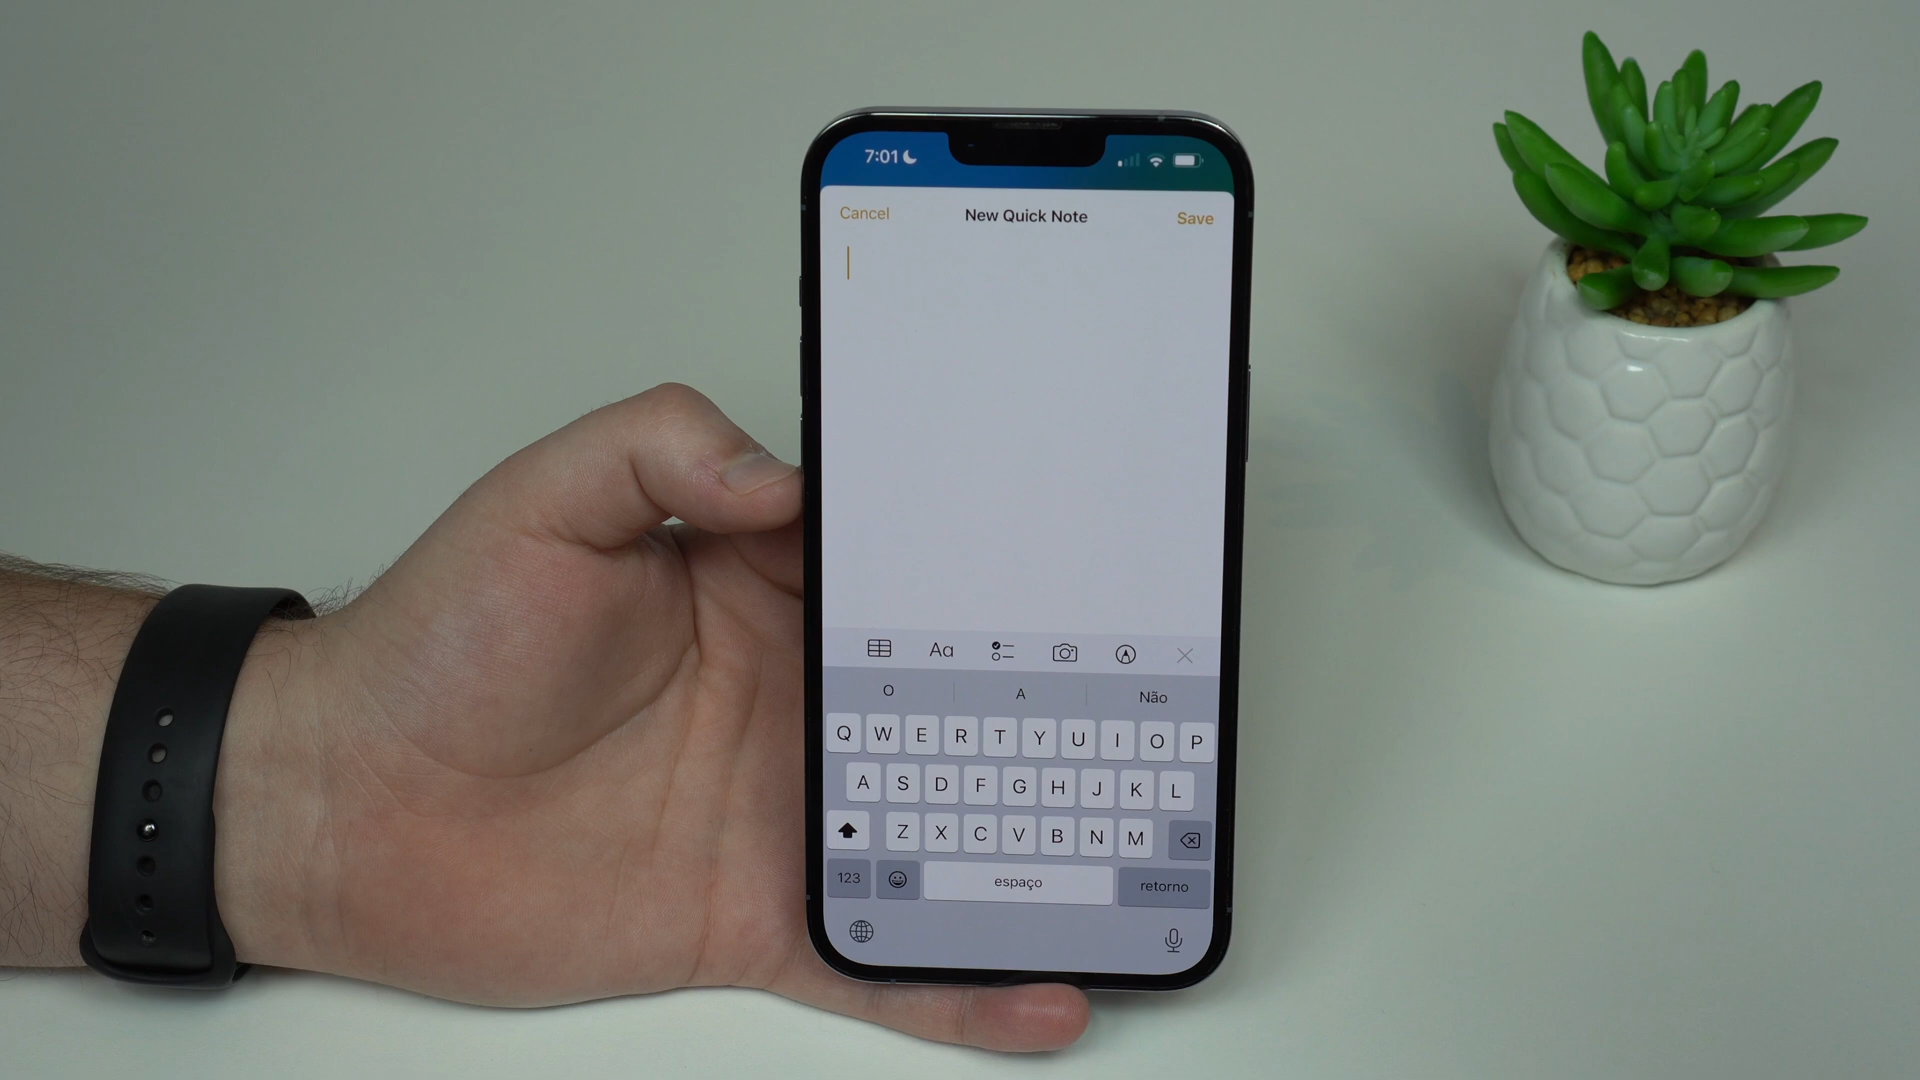 7:01
Cancel New Quick Note Save
Aa
O A Não
Q W E R T Y U I O P
A S D F G H J K L
Z X C V B N M
123 espaço retorno